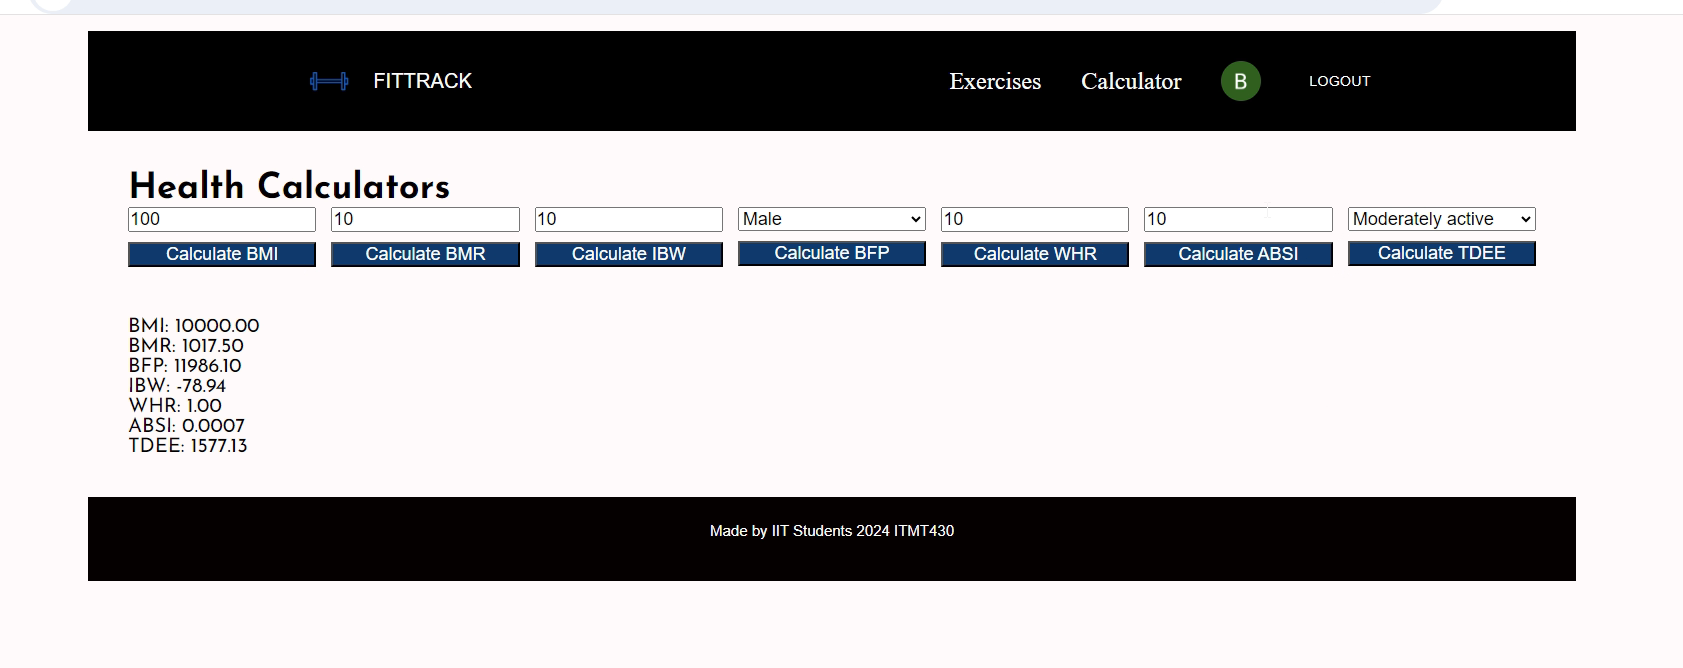 FITTRACK Exercises Calculator B LOGOUT
Health Calculators
100 10 10 Male 10 10 Moderately active
Calculate BMI Calculate BMR Calculate IBW Calculate BFP Calculate WHR Calculate ABSI Calculate TDEE
BMI: 10000.00
BMR: 1017.50
BFP: 11986.10
IBW: -78.94
WHR: 1.00
ABSI: 0.0007
TDEE: 1577.13
Made by IIT Students 2024 ITMT430